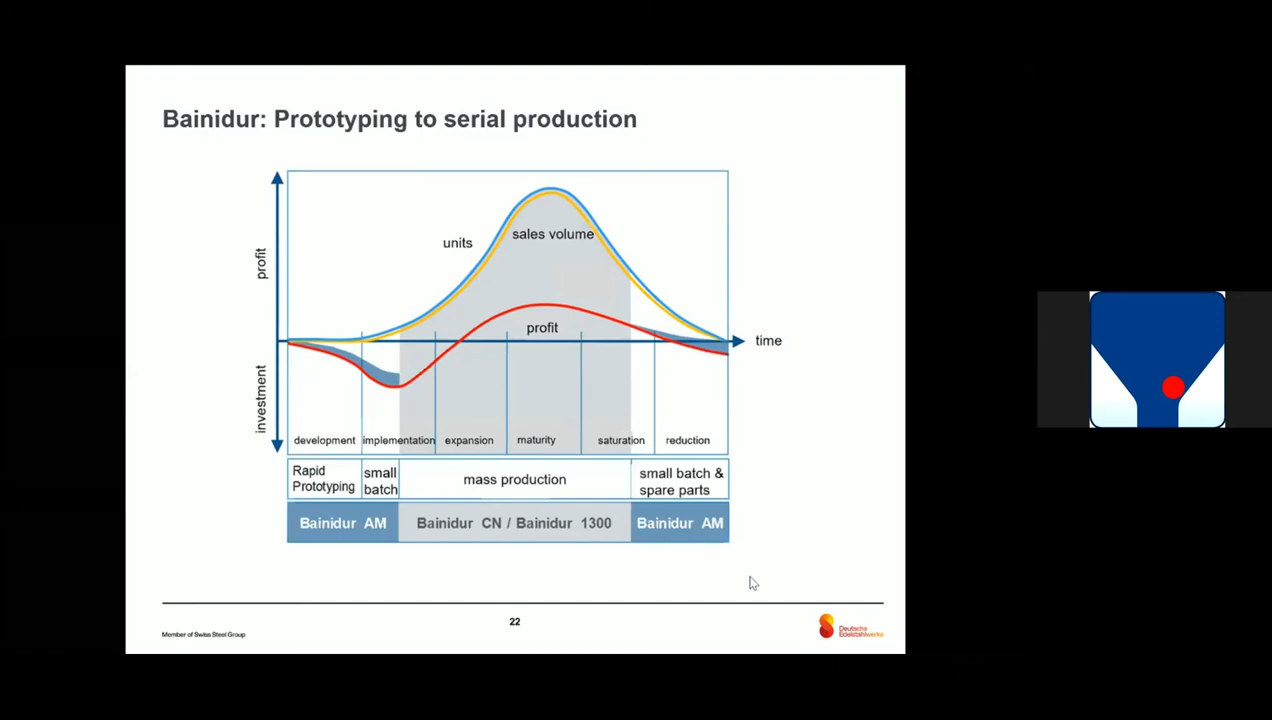 Bainidur: Prototyping to serial production
profit
investment
units
sales volume
profit
time
development
implementation
expansion
maturity
saturation
reduction
Rapid
Prototyping
small
batch
mass production
small batch &
spare parts
Bainidur AM
Bainidur CN / Bainidur 1300
Bainidur AM
22
Member of Swiss Steel Group
Deutsche
Edelstahlwerke